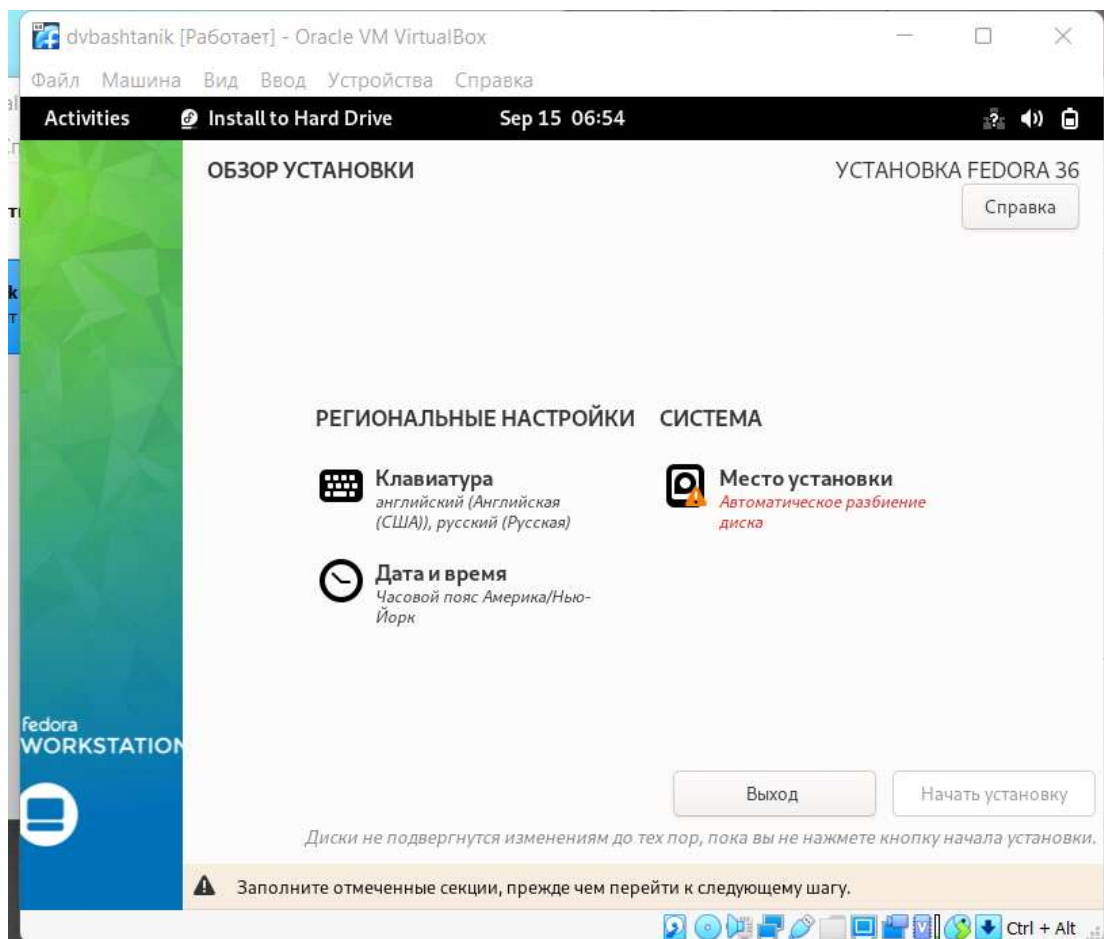 dvbashtanik [Работает] - Oracle VM VirtualBox
Файл Машина Вид Ввод Устройства Справка
Activities Install to Hard Drive Sep 15 06:54
ОБЗОР УСТАНОВКИ
УСТАНОВКА FEDORA 36
Справка
РЕГИОНАЛЬНЫЕ НАСТРОЙКИ
Клавиатура
английский (Английская
(США)), русский (Русская)
Дата и время
Часовой пояс Америка/Нью-
Йорк
СИСТЕМА
Место установки
Автоматическое разбиение
диска
fedora
WORKSTATION
Выход
Начать установку
Диски не подвергнутся изменениям до тех пор, пока вы не нажмете кнопку начала установки.
Заполните отмеченные секции, прежде чем перейти к следующему шагу.
Ctrl + Alt